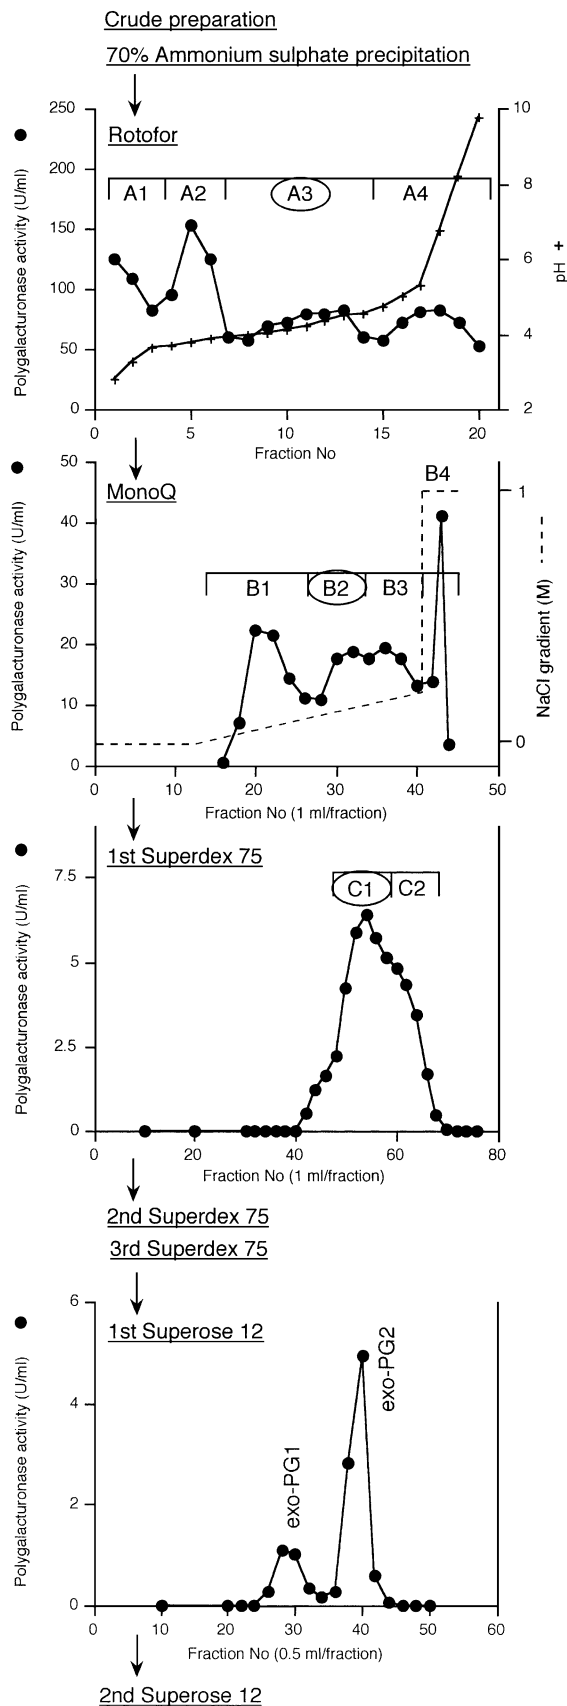 Crude preparation
70% Ammonium sulphate precipitation
Rotofor
A1 A2 A3 A4
Polygalacturonase activity (U/ml)
250
200
150
100
50
0
10
8
6
4
2
pH +
0 5 10 15 20
Fraction No
MonoQ
B4
B1 B2 B3
Polygalacturonase activity (U/ml)
50
40
30
20
10
0
1
0
NaCl gradient (M)
0 10 20 30 40 50
Fraction No (1 ml/fraction)
1st Superdex 75
C1 C2
Polygalacturonase activity (U/ml)
7.5
5
2.5
0
0 20 40 60 80
Fraction No (1 ml/fraction)
2nd Superdex 75
3rd Superdex 75
1st Superose 12
exo-PG1
exo-PG2
Polygalacturonase activity (U/ml)
6
4
2
0
0 10 20 30 40 50 60
Fraction No (0.5 ml/fraction)
2nd Superose 12